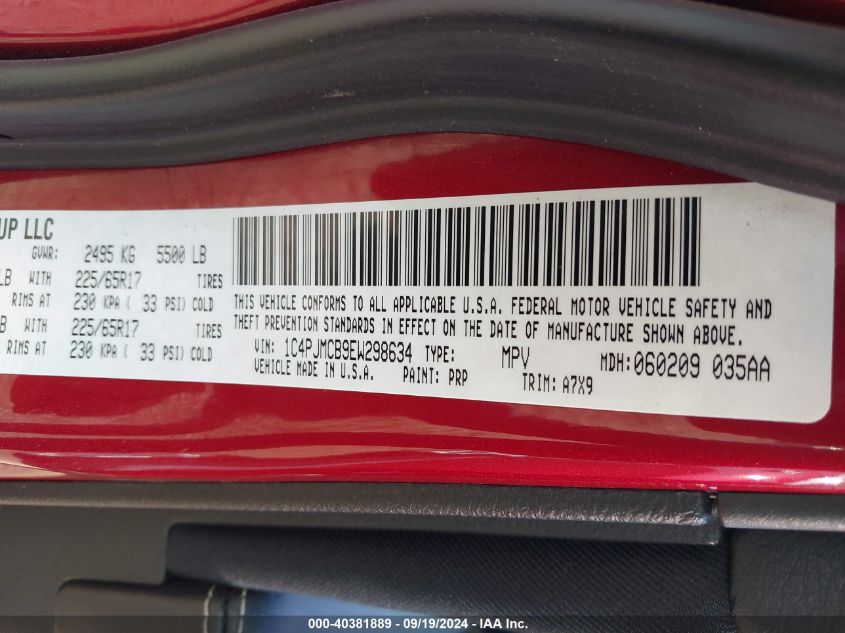 UP LLC
GVWR: 2495 KG 5500 LB
LB WITH 225/65R17 TIRES
RIMS AT 230 KPA ( 33 PSI) COLD
B WITH 225/65R17 TIRES
RIMS AT 230 KPA ( 33 PSI) COLD
THIS VEHICLE CONFORMS TO ALL APPLICABLE U.S.A. FEDERAL MOTOR VEHICLE SAFETY AND
THEFT PREVENTION STANDARDS IN EFFECT ON THE DATE OF MANUFACTURE SHOWN ABOVE.
VIN: 1C4PJMCB9EW298634 TYPE: MPV MDH:060209 035AA
VEHICLE MADE IN U.S.A. PAINT: PRP TRIM: A7X9
000-40381889 - 09/19/2024 - IAA Inc.